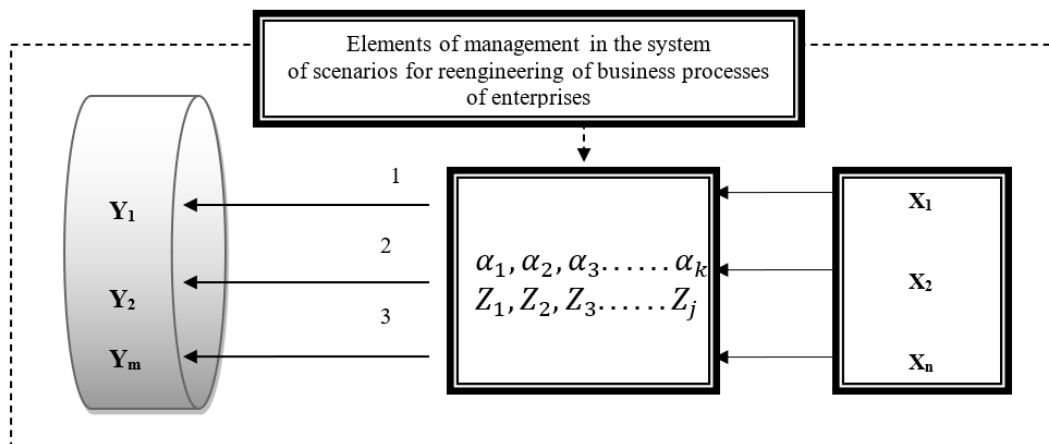 Elements of management in the system
of scenarios for reengineering of business processes
of enterprises
1
2
3
Y₁
Y₂
Yₘ
α₁, α₂, α₃......αₖ
Z₁, Z₂, Z₃......Zⱼ
X₁
X₂
Xₙ